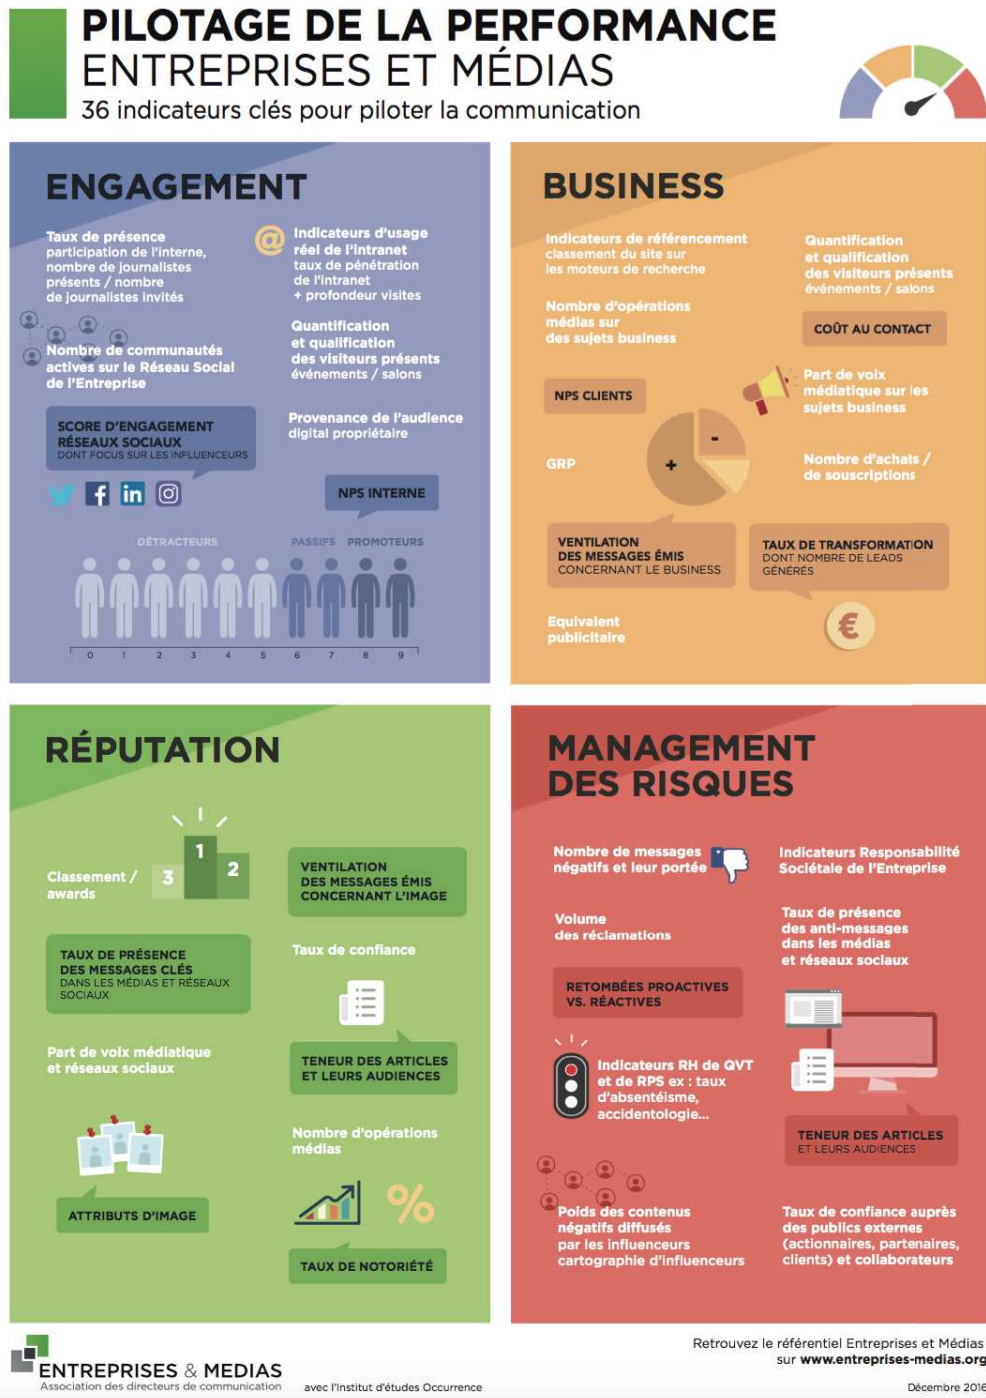 PILOTAGE DE LA PERFORMANCE
ENTREPRISES ET MÉDIAS
36 indicateurs clés pour piloter la communication
ENGAGEMENT
Taux de présence
participation de l'interne,
nombre de journalistes
présents / nombre
de journalistes invités
Nombre de communautés
actives sur le Réseau Social
de l'Entreprise
SCORE D'ENGAGEMENT
RÉSEAUX SOCIAUX
DONT FOCUS SUR LES INFLUENCEURS
f in
@
Indicateurs d'usage
réel de l'intranet
taux de pénétration
de l'intranet
+ profondeur visites
Quantification
et qualification
des visiteurs présents
événements / salons
Provenance de l'audience
digital propriétaire
NPS INTERNE
DÉTRACTEURS PASSIFS PROMOTEURS
0 1 2 3 4 5 6 7 8 9
BUSINESS
Indicateurs de référencement
classement du site sur
les moteurs de recherche
Nombre d'opérations
médias sur
des sujets business
NPS CLIENTS
GRP
+
-
VENTILATION
DES MESSAGES ÉMIS
CONCERNANT LE BUSINESS
Equivalent
publicitaire
Quantification
et qualification
des visiteurs présents
événements / salons
COÛT AU CONTACT
Part de voix
médiatique sur les
sujets business
Nombre d'achats /
de souscriptions
TAUX DE TRANSFORMATION
DONT NOMBRE DE LEADS
GÉNÉRÉS
€
RÉPUTATION
Classement /
awards
3 1 2
TAUX DE PRÉSENCE
DES MESSAGES CLÉS
DANS LES MÉDIAS ET RÉSEAUX
SOCIAUX
Part de voix médiatique
et réseaux sociaux
ATTRIBUTS D'IMAGE
VENTILATION
DES MESSAGES ÉMIS
CONCERNANT L'IMAGE
Taux de confiance
TENEUR DES ARTICLES
ET LEURS AUDIENCES
Nombre d'opérations
médias
%
TAUX DE NOTORIÉTÉ
MANAGEMENT
DES RISQUES
Nombre de messages
négatifs et leur portée
Volume
des réclamations
RETOMBÉES PROACTIVES
VS. RÉACTIVES
Indicateurs RH de QVT
et de RPS ex : taux
d'absentéisme,
accidentologie...
Poids des contenus
négatifs diffusés
par les influenceurs
cartographie d'influenceurs
Indicateurs Responsabilité
Sociétale de l'Entreprise
Taux de présence
des anti-messages
dans les médias
et réseaux sociaux
TENEUR DES ARTICLES
ET LEURS AUDIENCES
Taux de confiance auprès
des publics externes
(actionnaires, partenaires,
clients) et collaborateurs
ENTREPRISES & MEDIAS
Association des directeurs de communication
avec l'Institut d'études Occurrence
Retrouvez le référentiel Entreprises et Médias
sur www.entreprises-medias.org
Décembre 2016